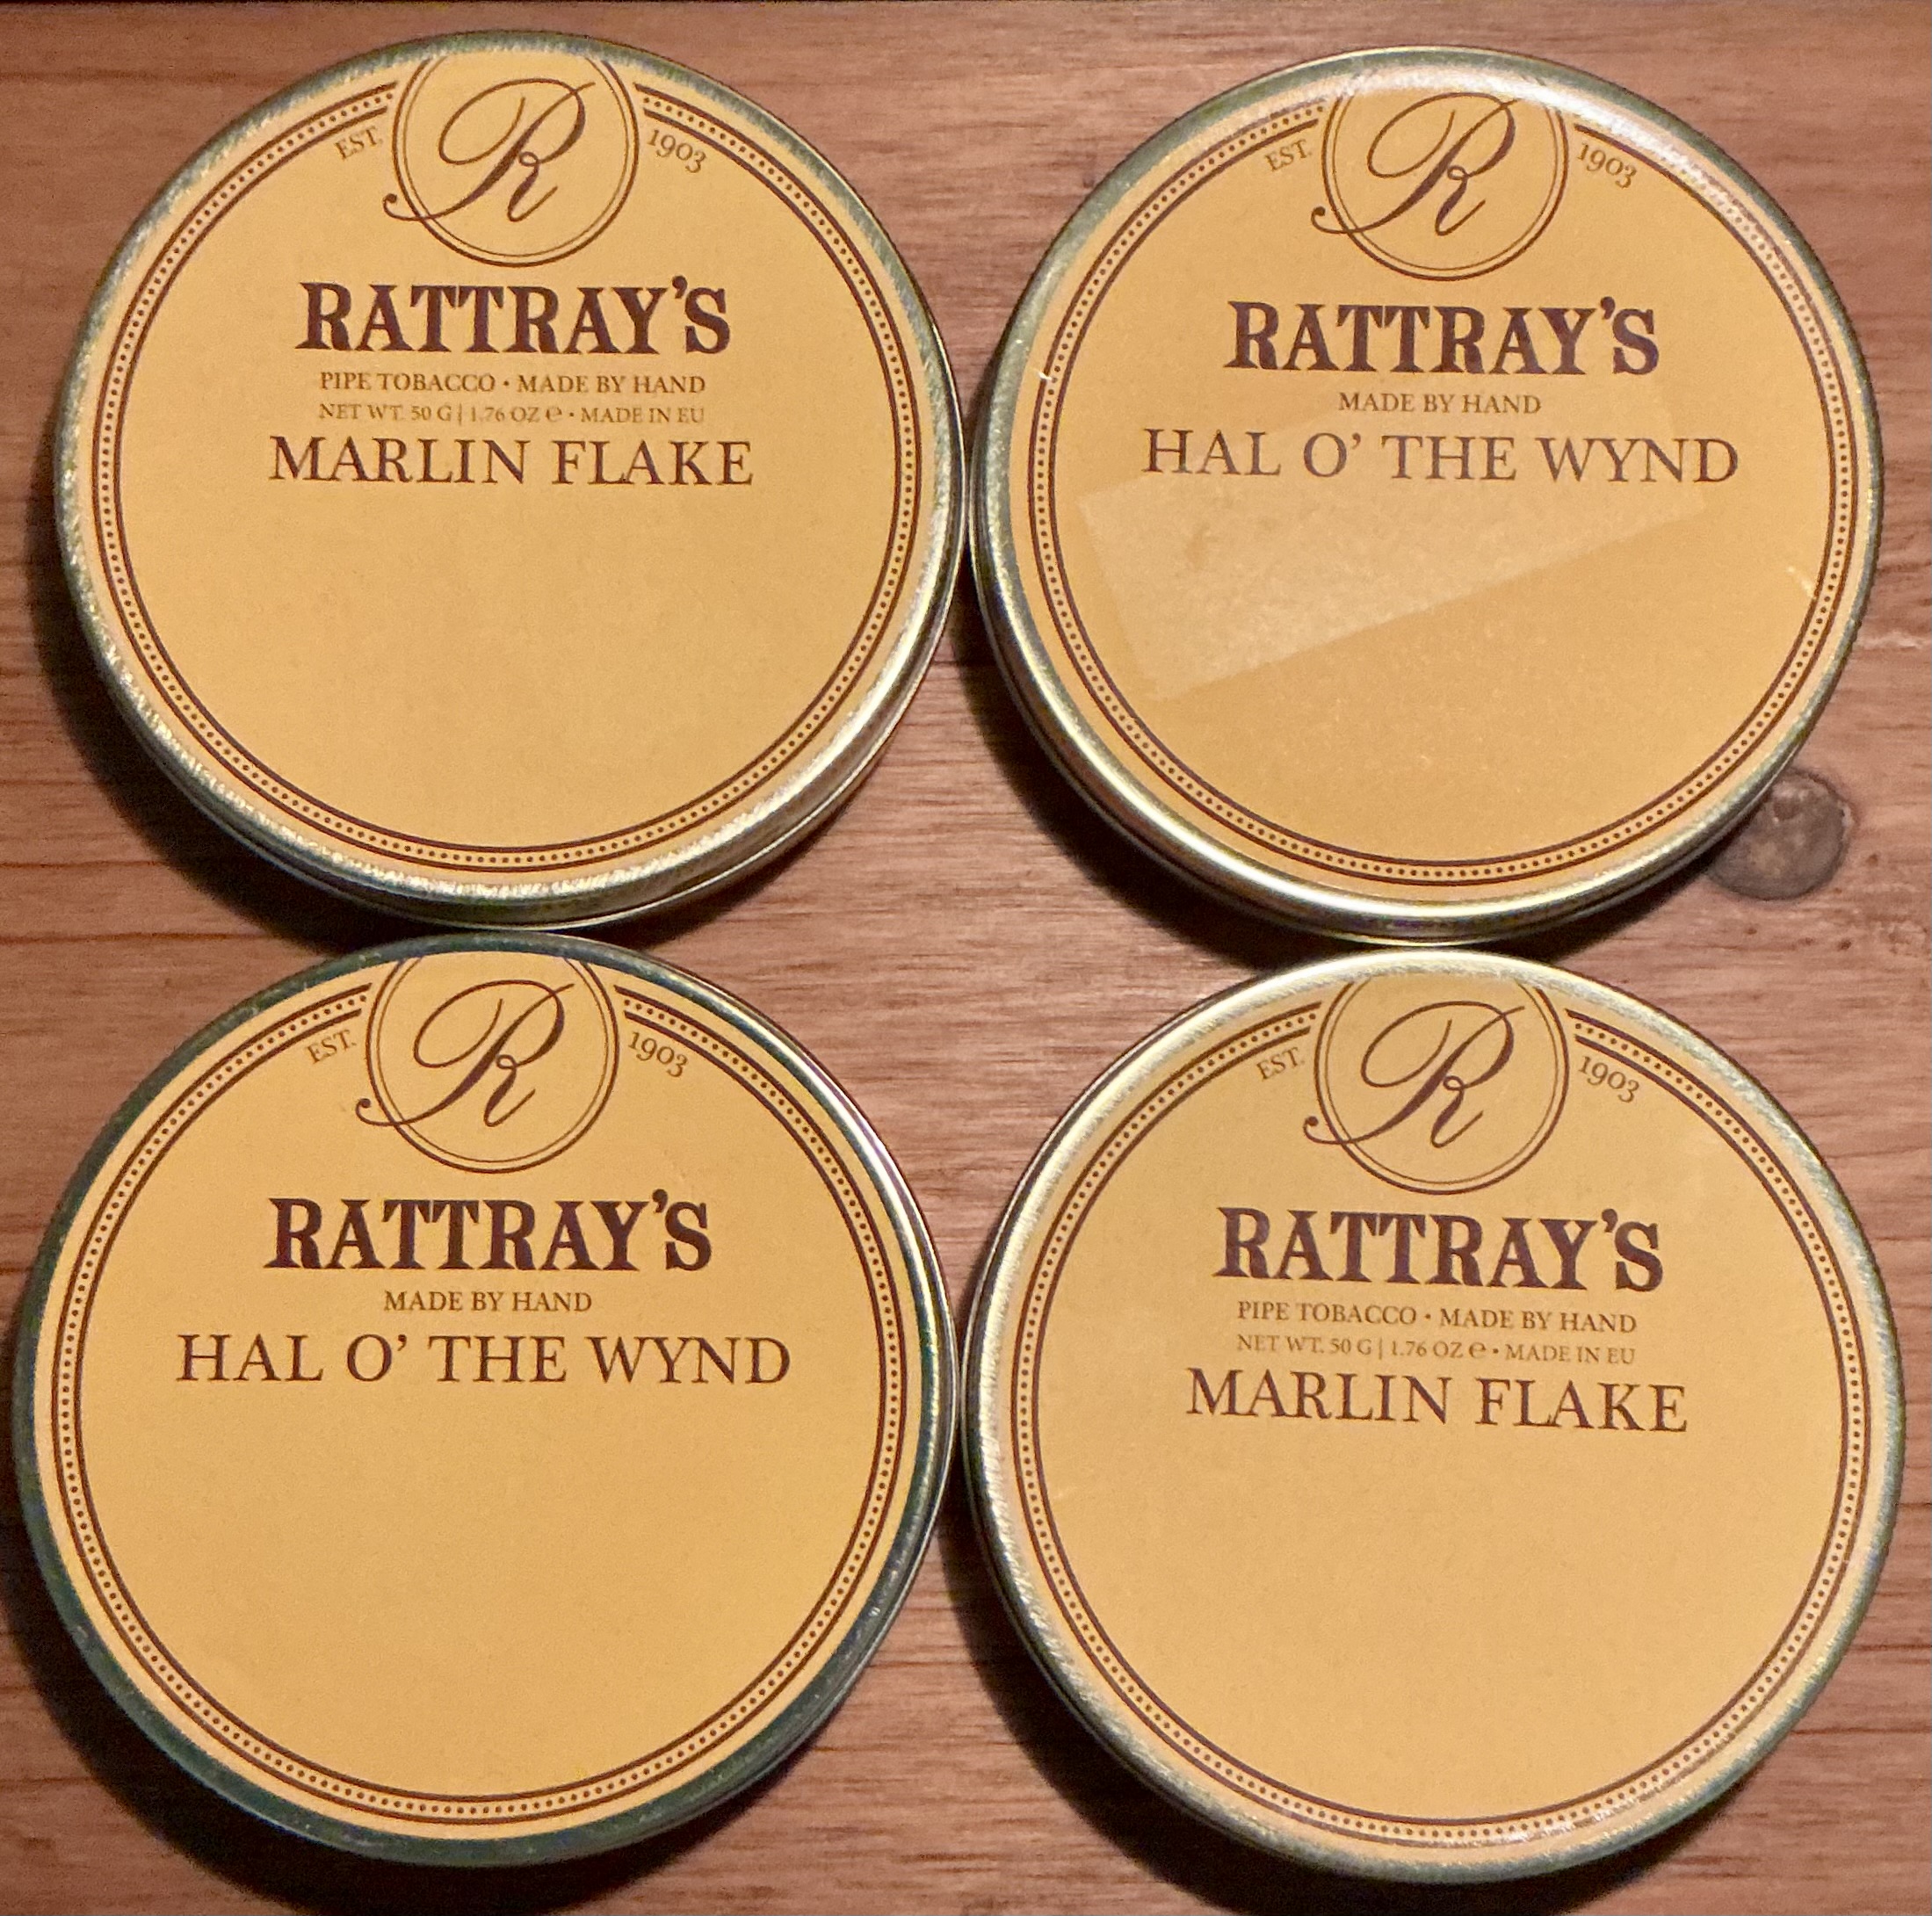 EST. R 1903
RATTRAY'S
PIPE TOBACCO • MADE BY HAND
NET WT. 50 G | 1.76 OZ ℮ • MADE IN EU
MARLIN FLAKE
EST. R 1903
RATTRAY'S
MADE BY HAND
HAL O' THE WYND
EST. R 1903
RATTRAY'S
MADE BY HAND
HAL O' THE WYND
EST. R 1903
RATTRAY'S
PIPE TOBACCO • MADE BY HAND
NET WT. 50 G | 1.76 OZ ℮ • MADE IN EU
MARLIN FLAKE